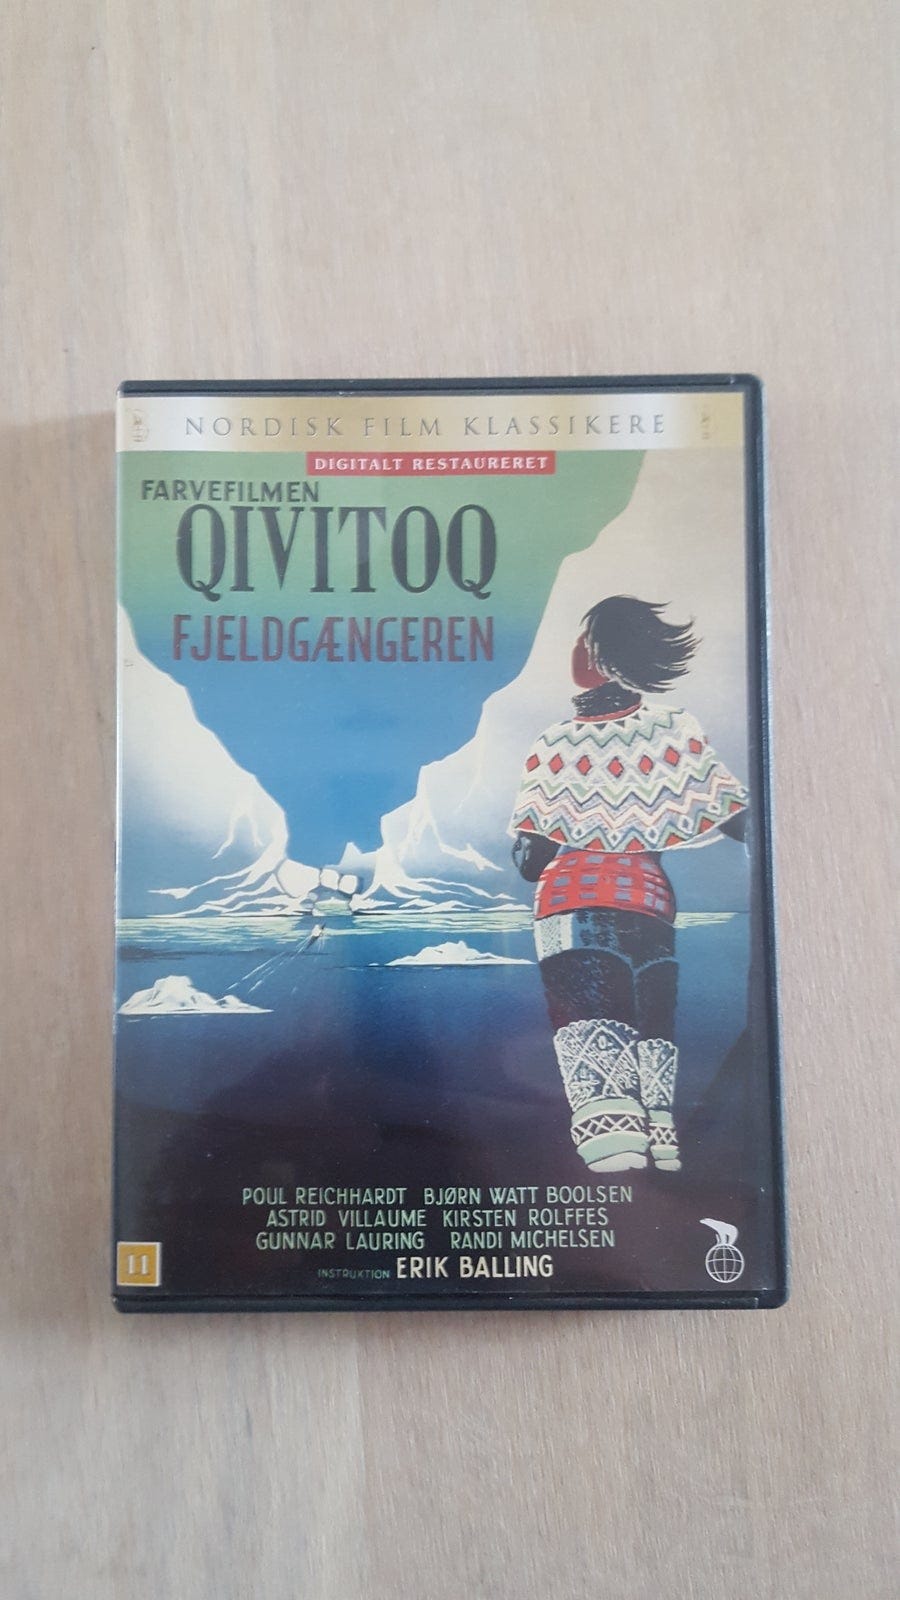 NORDISK FILM KLASSIKERE
DIGITALT RESTAURERET
FARVEFILMEN
QIVITOQ
FJELDGÆNGEREN
POUL REICHHARDT BJØRN WATT BOOLSEN
ASTRID VILLAUME KIRSTEN ROLFFES
GUNNAR LAURING RANDI MICHELSEN
INSTRUKTION ERIK BALLING
11